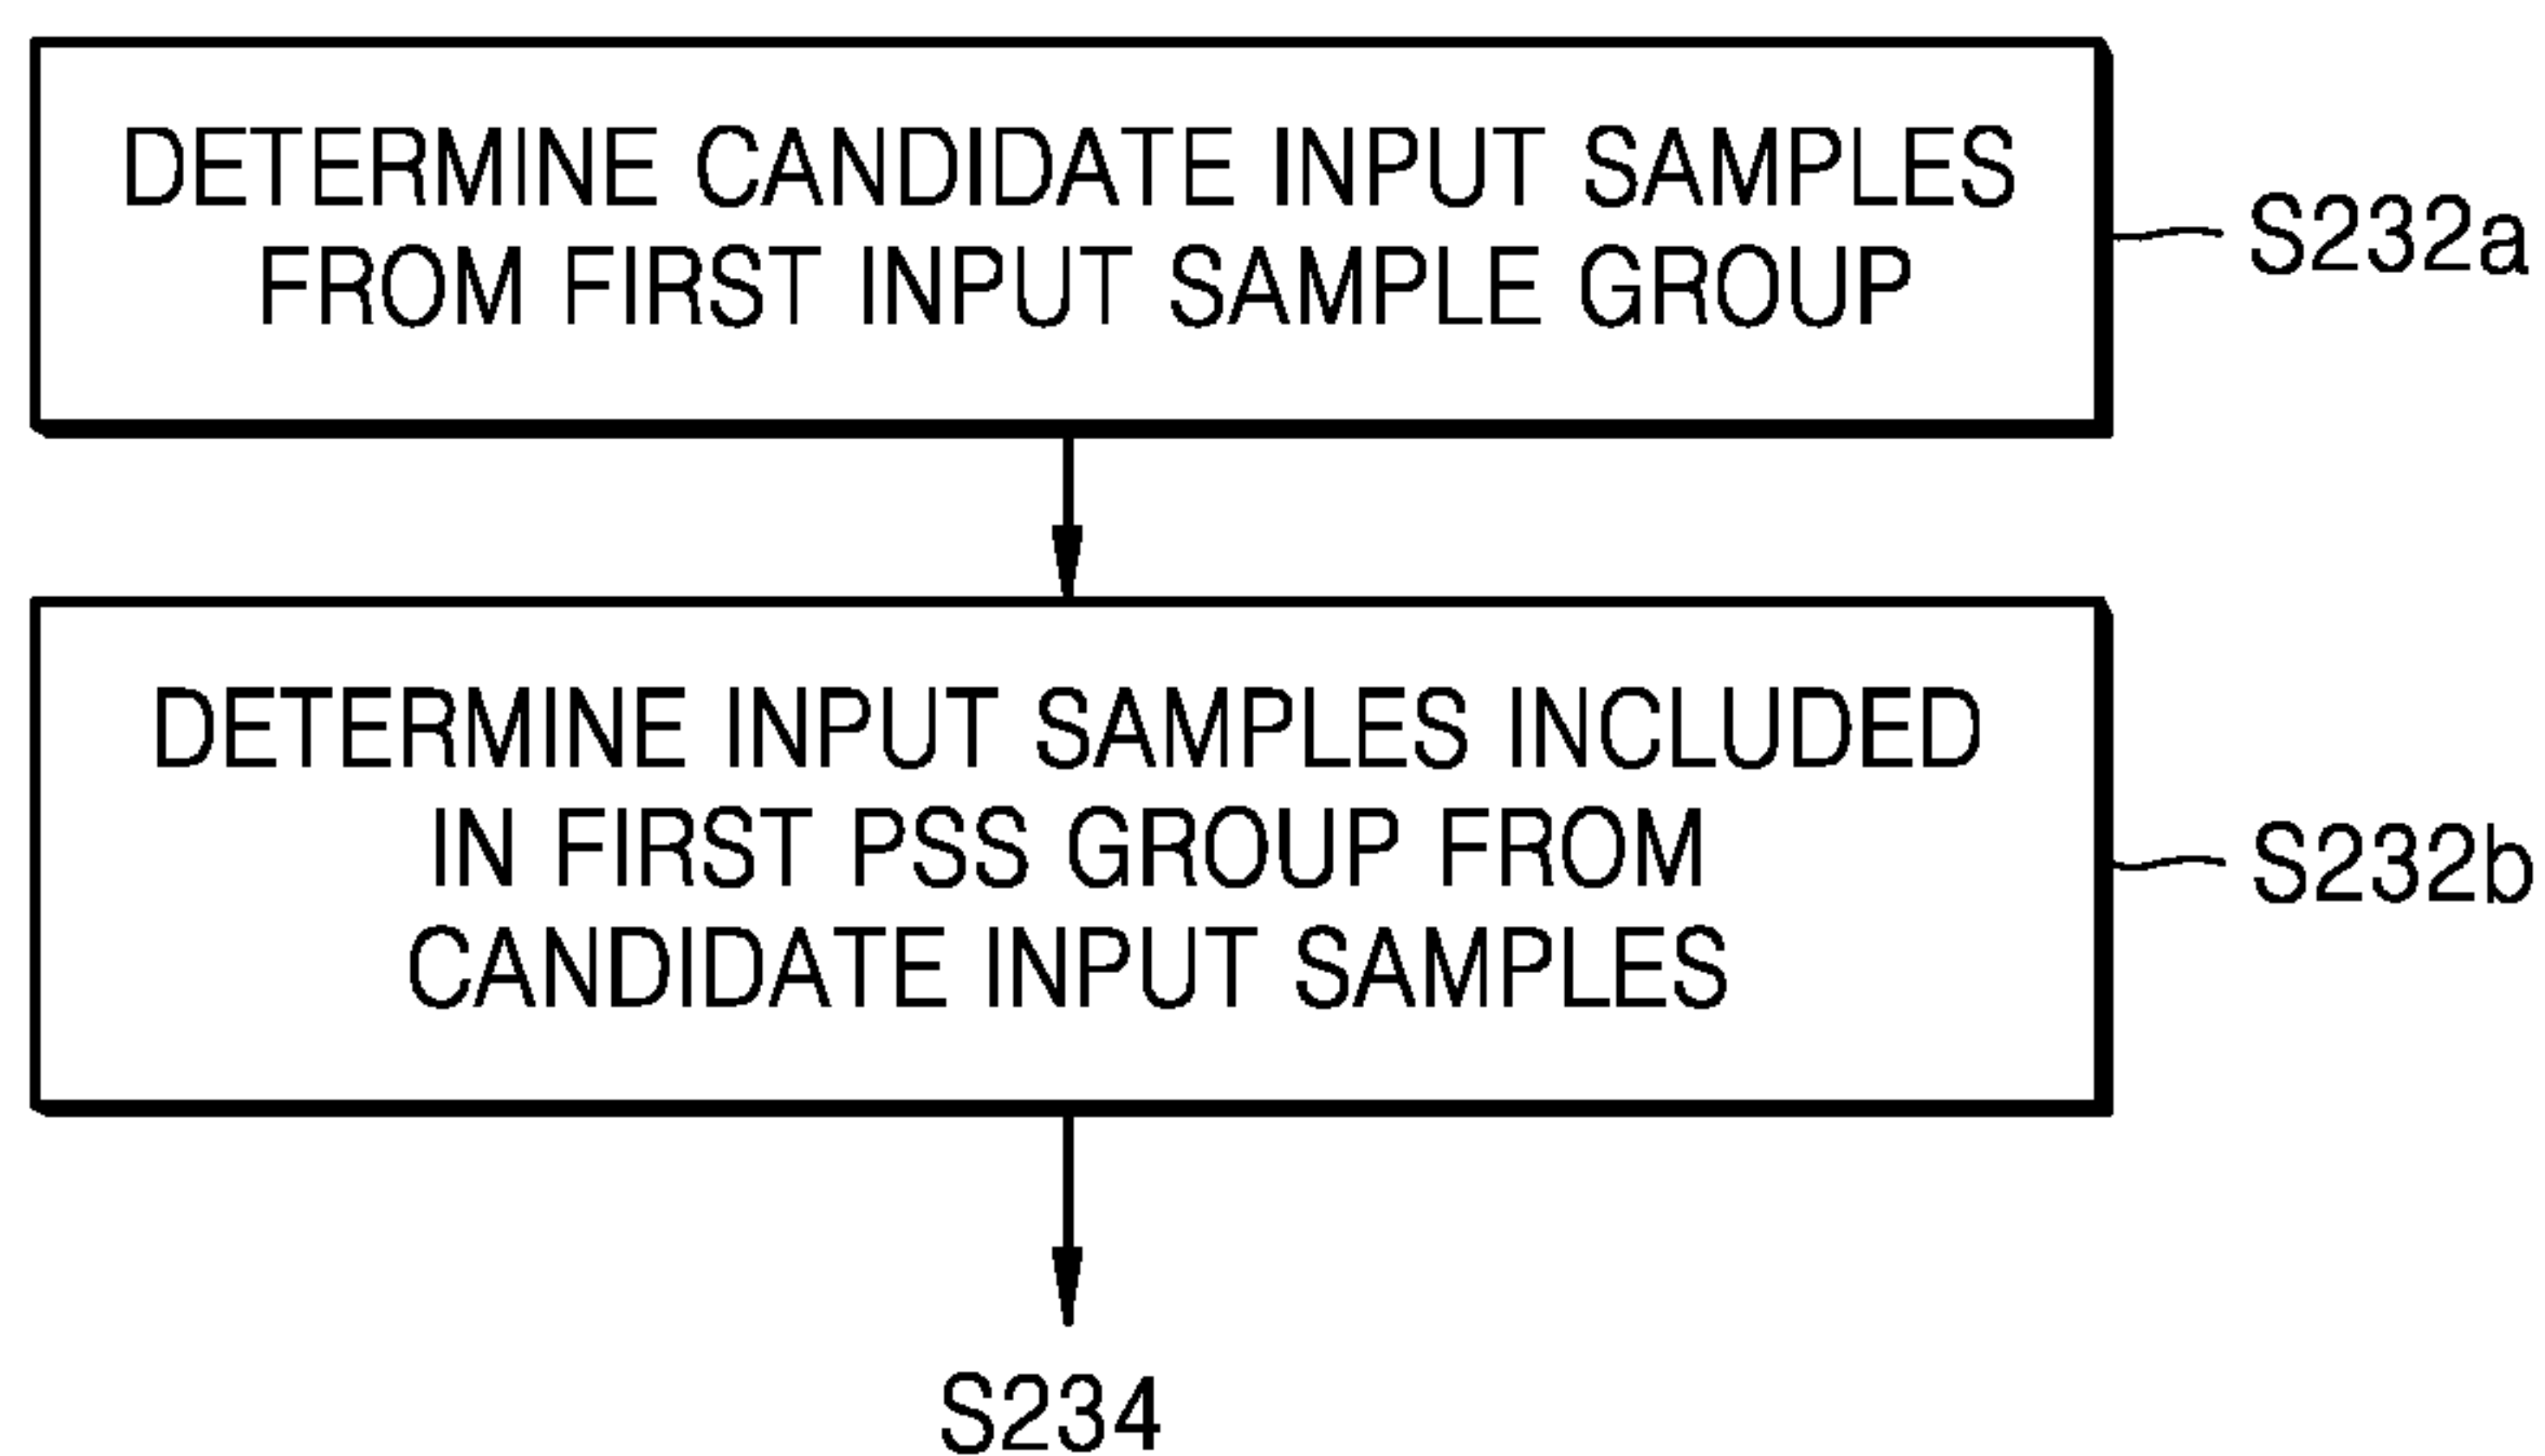 DETERMINE CANDIDATE INPUT SAMPLES
FROM FIRST INPUT SAMPLE GROUP
S232a
DETERMINE INPUT SAMPLES INCLUDED
IN FIRST PSS GROUP FROM
CANDIDATE INPUT SAMPLES
S232b
S234